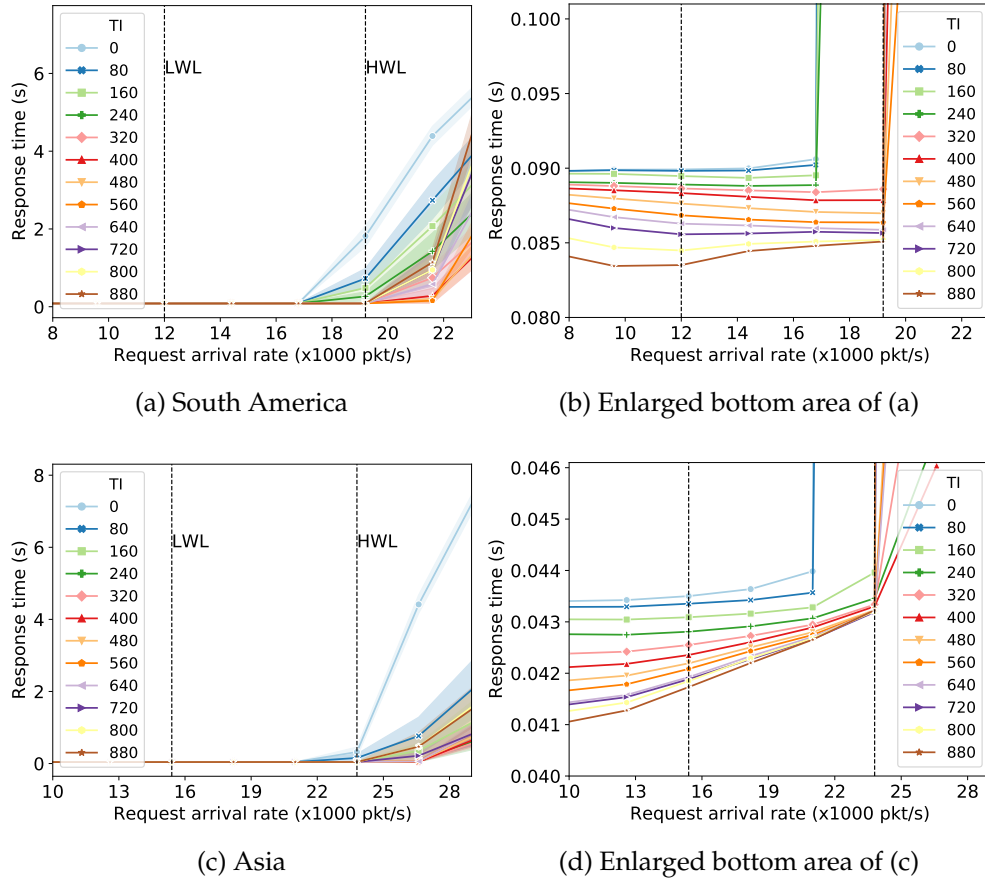 TI
0
80
160
240
320
400
480
560
640
720
800
880
LWL
HWL
Response time (s)
6
4
2
0
8 10 12 14 16 18 20 22
Request arrival rate (x1000 pkt/s)
(a) South America
TI
0
80
160
240
320
400
480
560
640
720
800
880
Response time (s)
0.100
0.095
0.090
0.085
0.080
8 10 12 14 16 18 20 22
Request arrival rate (x1000 pkt/s)
(b) Enlarged bottom area of (a)
TI
0
80
160
240
320
400
480
560
640
720
800
880
LWL
HWL
Response time (s)
8
6
4
2
0
10 13 16 19 22 25 28
Request arrival rate (x1000 pkt/s)
(c) Asia
TI
0
80
160
240
320
400
480
560
640
720
800
880
Response time (s)
0.046
0.045
0.044
0.043
0.042
0.041
0.040
10 13 16 19 22 25 28
Request arrival rate (x1000 pkt/s)
(d) Enlarged bottom area of (c)